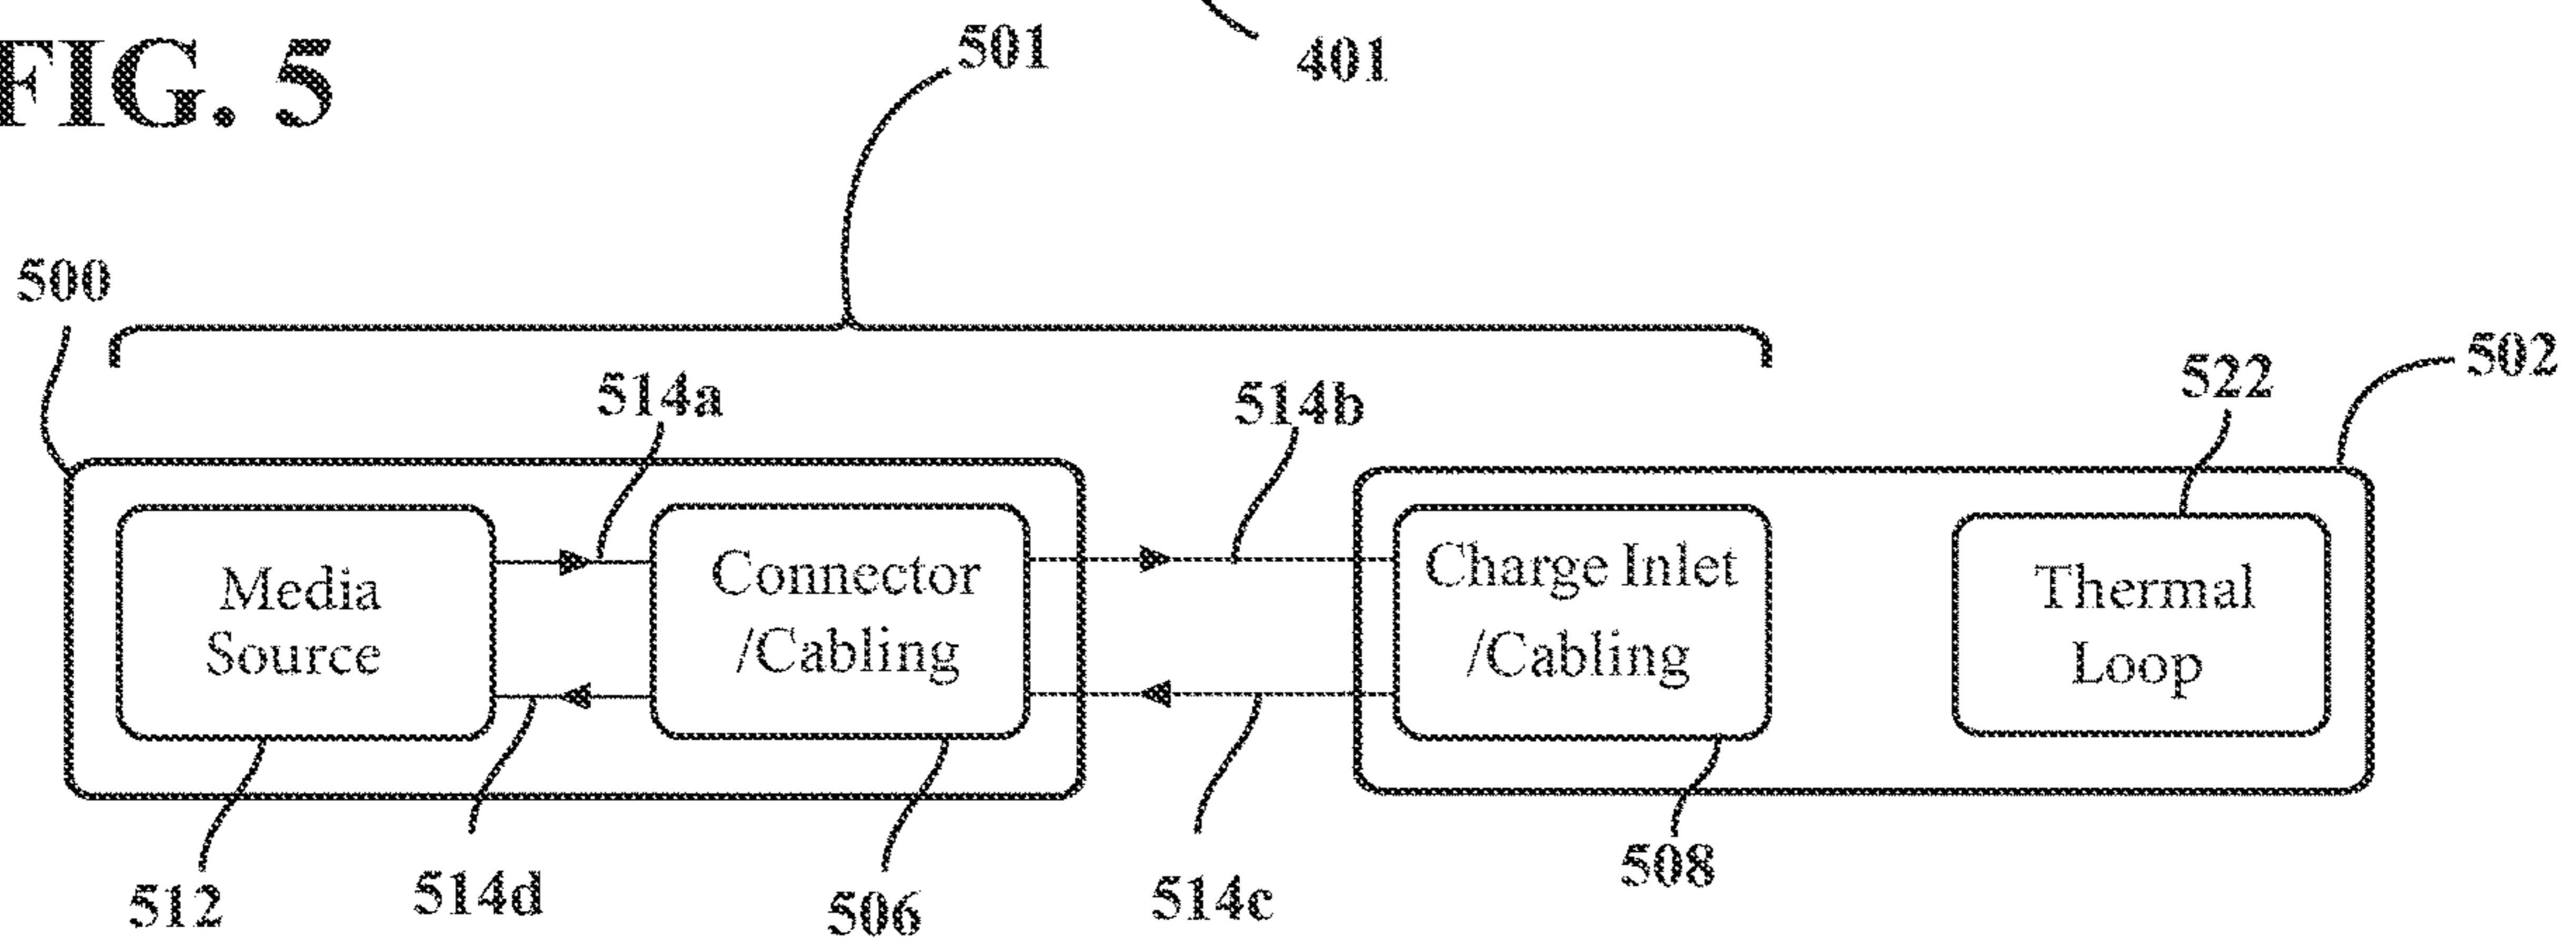 FIG. 5
501
401
500
502
522
514a
514b
Media
Source
Connector
/Cabling
Charge Inlet
/Cabling
Thermal
Loop
512
514d
506
514c
508